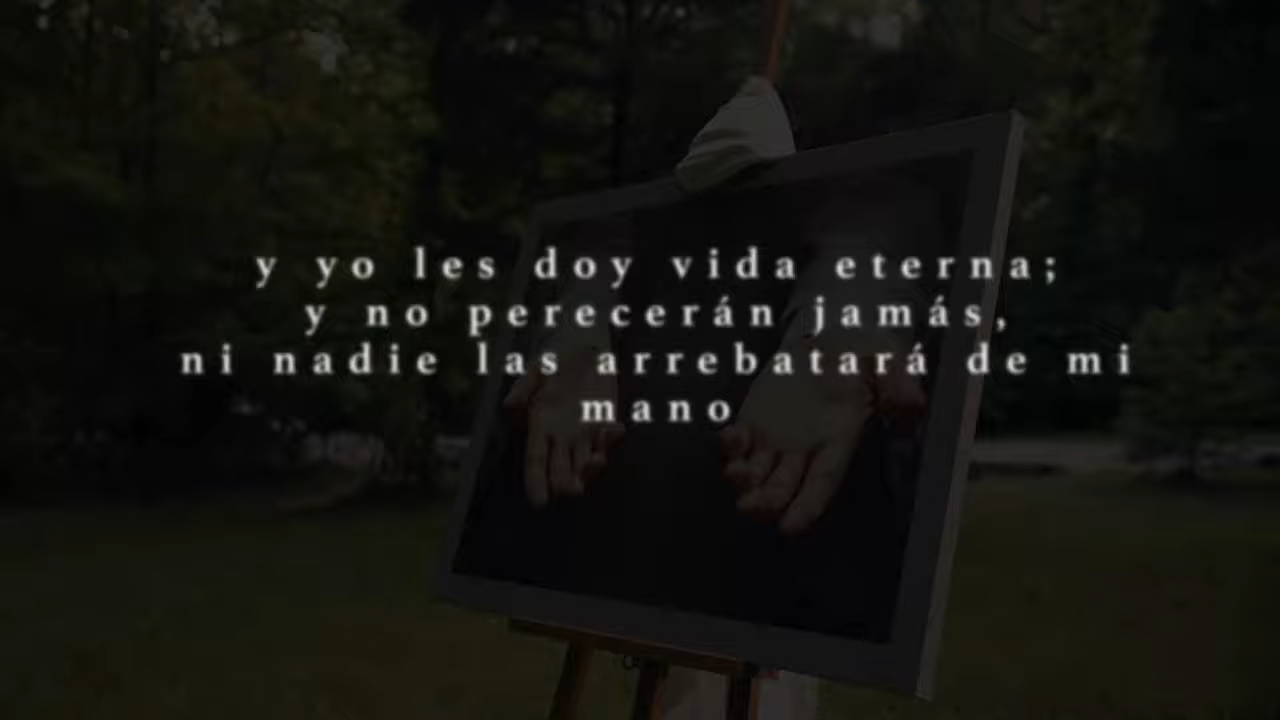 y yo les doy vida eterna;
y no perecerán jamás,
ni nadie las arrebatará de mi
mano